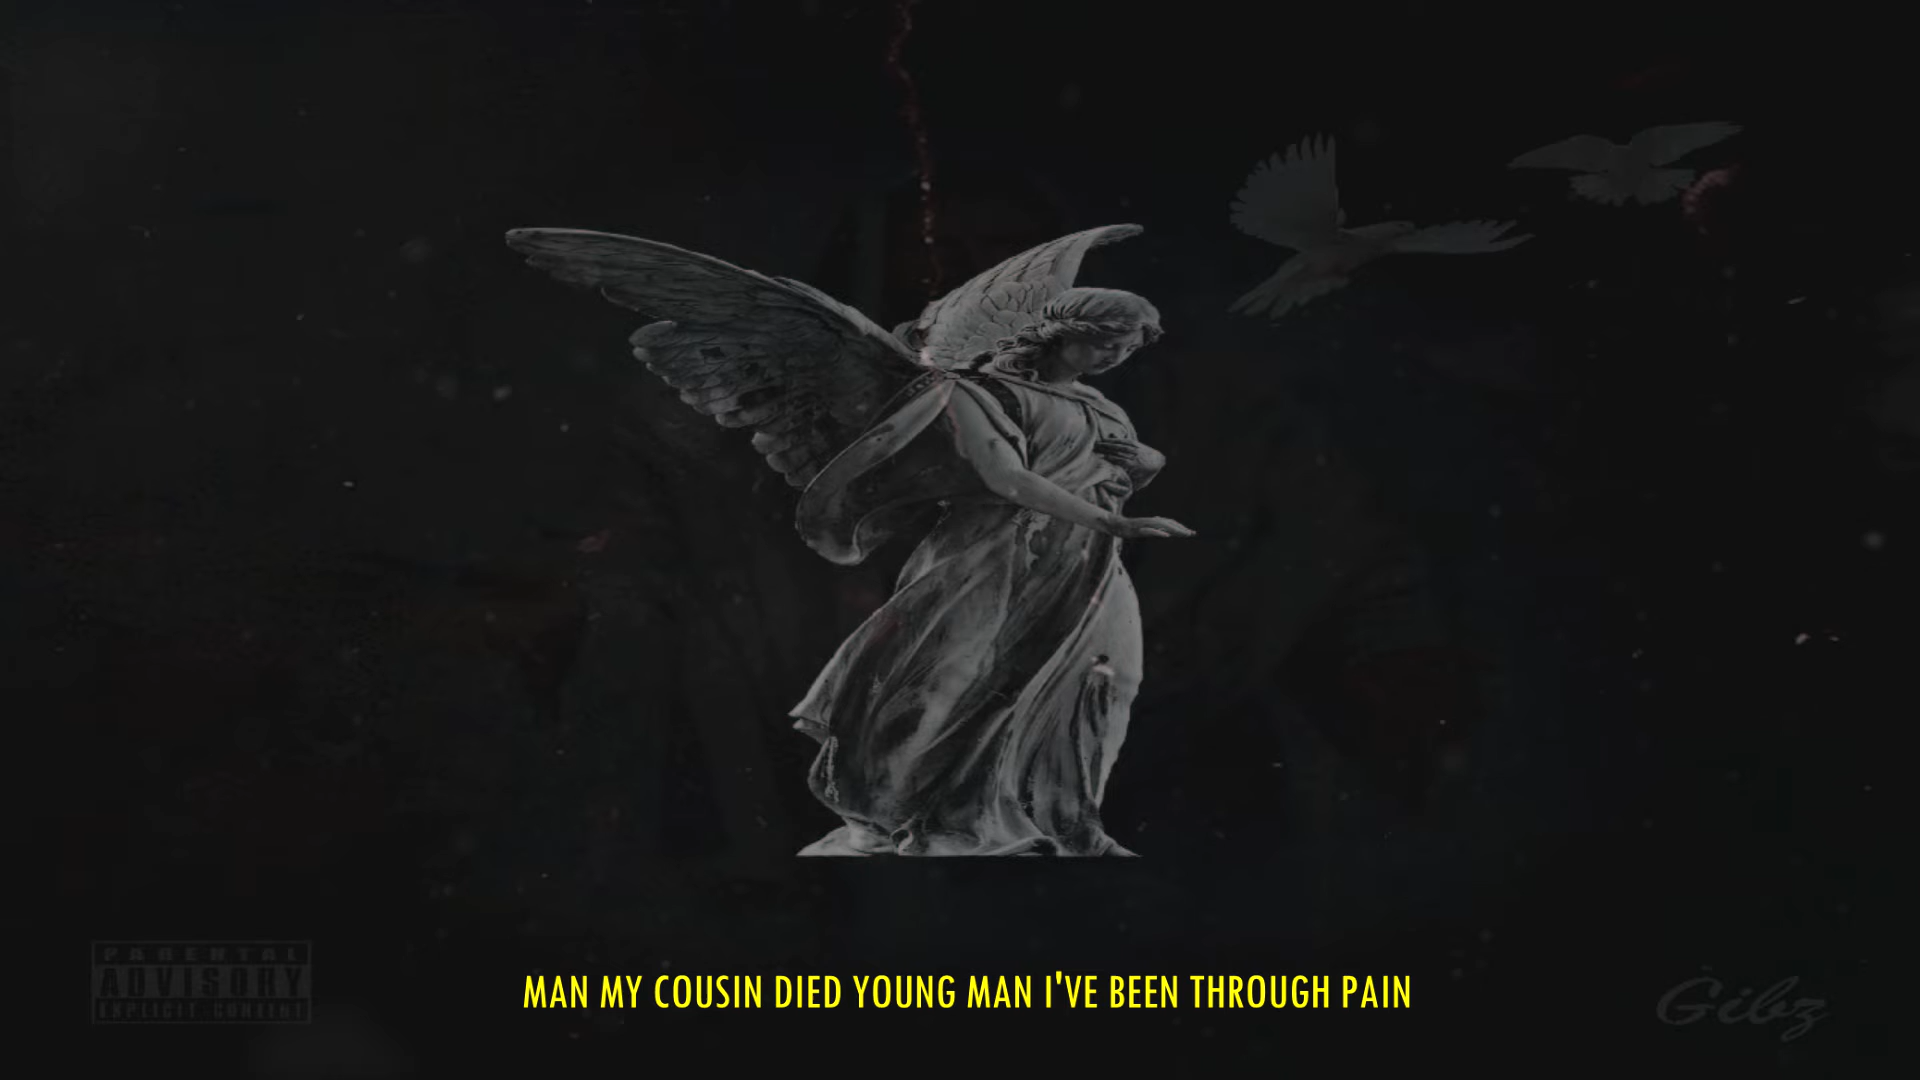 PARENTAL
ADVISORY
EXPLICIT CONTENT
MAN MY COUSIN DIED YOUNG MAN I'VE BEEN THROUGH PAIN
Gibz